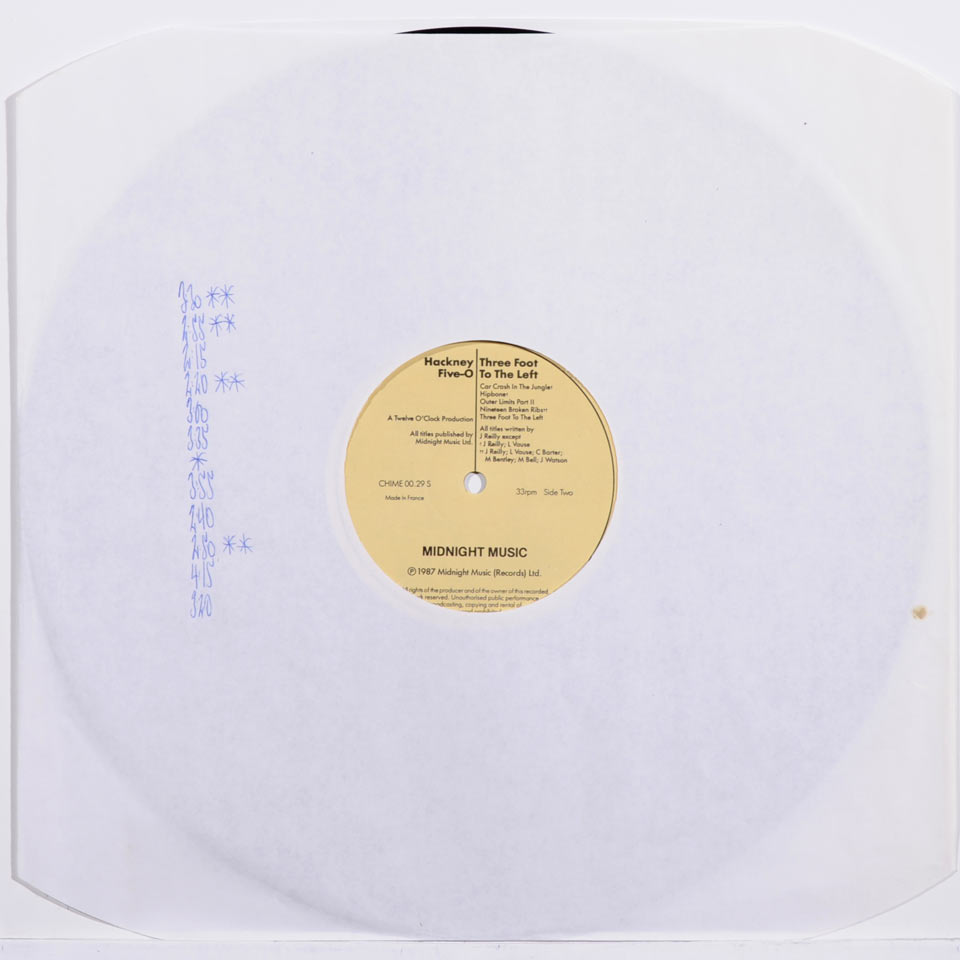 3 20 **
2.55 **
2.15
2.20 **
3 00
3.35
*
3.55
2.40
2.50 **
4.15
3 20
Hackney
Five-O
A Twelve O'Clock Production
All titles published by
Midnight Music Ltd.
Three Foot
To The Left
Car Crash In The Jungle†
Hipbone†
Outer Limits Part II
Nineteen Broken Ribs††
Three Foot To The Left
All titles written by
J Reilly except
† J Reilly; L Vause
†† J Reilly; L Vause; C Barter;
M Bentley; M Bell; J Watson
CHIME 00.29 S
Made in France
33rpm Side Two
MIDNIGHT MUSIC
℗ 1987 Midnight Music (Records) Ltd.
rights of the producer and of the owner of this recorded
reserved. Unauthorised public performance
copying and rental of